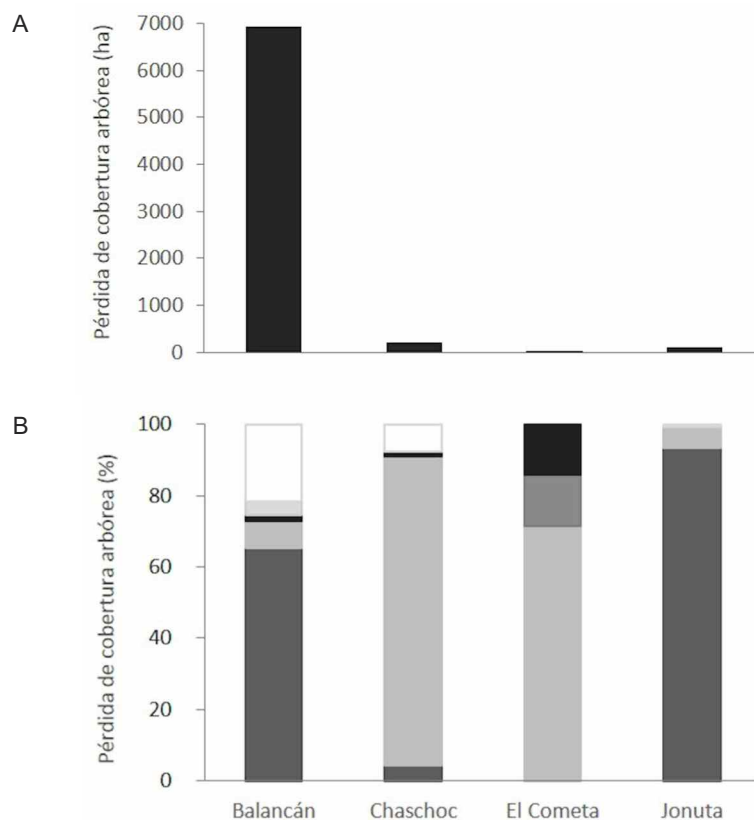 A
Pérdida de cobertura arbórea (ha)
7000
6000
5000
4000
3000
2000
1000
0
B
Pérdida de cobertura arbórea (%)
100
80
60
40
20
0
Balancán Chaschoc El Cometa Jonuta